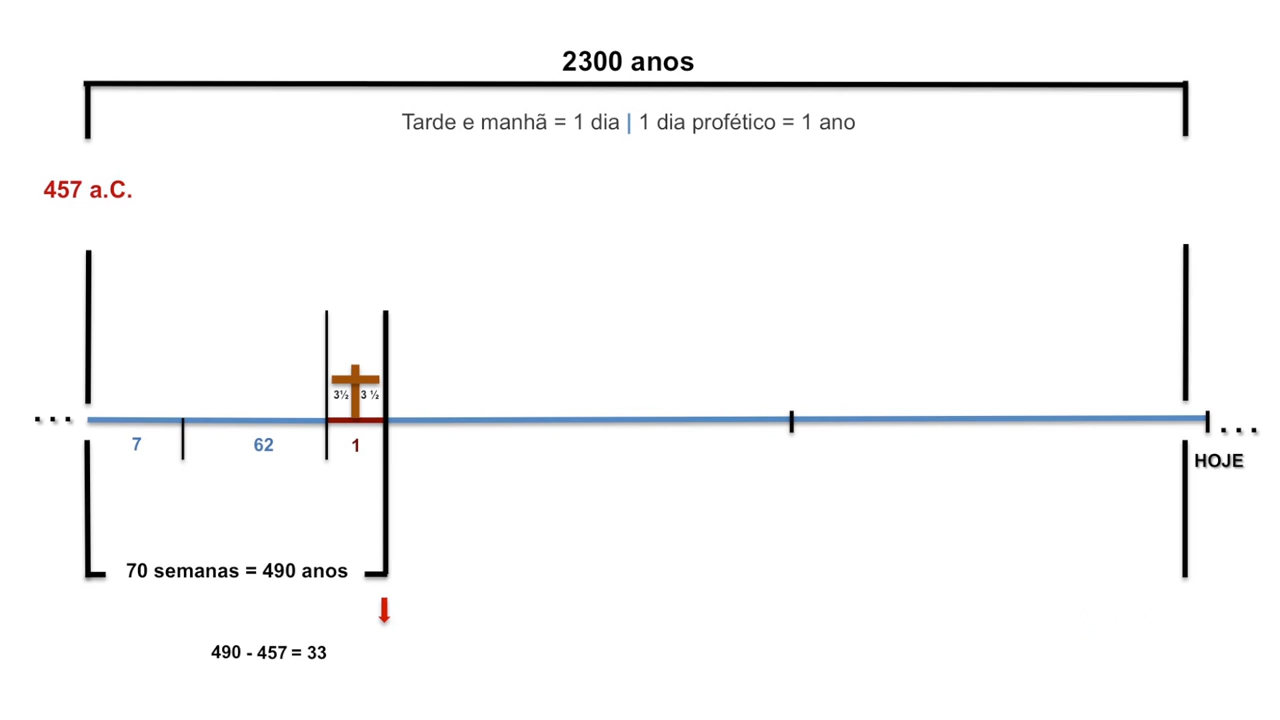 2300 anos
Tarde e manhã = 1 dia | 1 dia profético = 1 ano
457 a.C.
3½ 3 ½
. . . . . .
7 62 1
HOJE
70 semanas = 490 anos
490 - 457 = 33